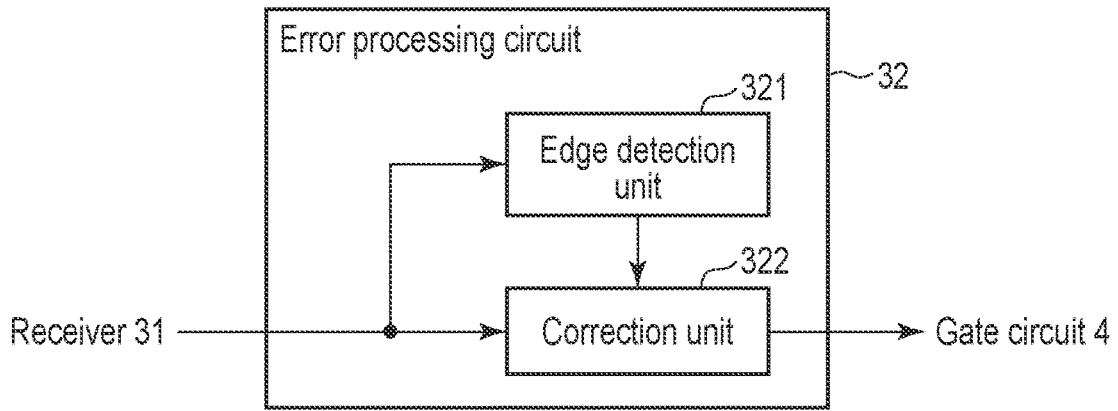 Error processing circuit
32
321
Edge detection
unit
322
Receiver 31
Correction unit
Gate circuit 4